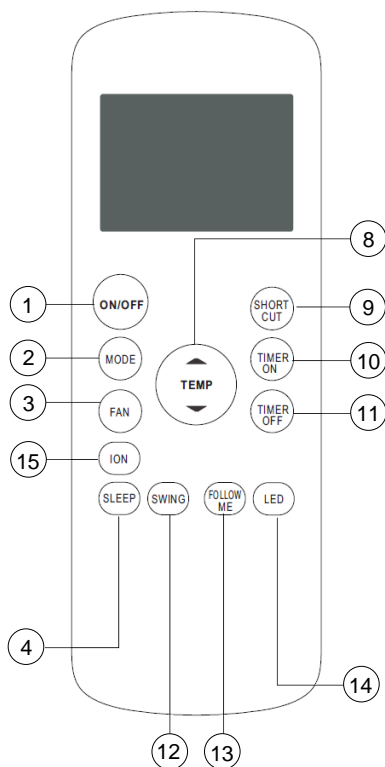 8
1
ON/OFF
SHORT
CUT
9
2
MODE
TEMP
TIMER
ON
10
3
FAN
TIMER
OFF
11
15
ION
SLEEP
SWING
FOLLOW
ME
LED
4
14
12
13